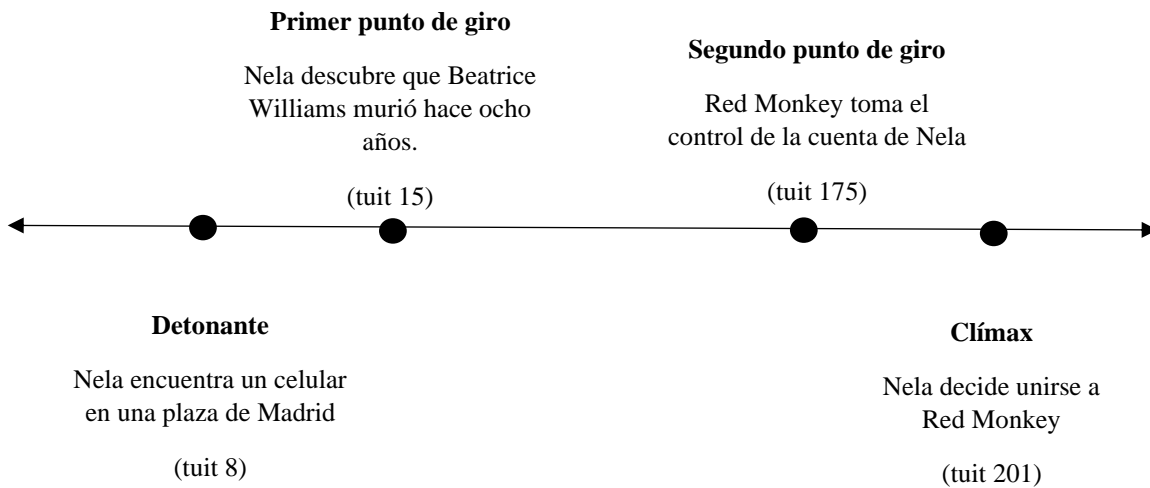 Primer punto de giro
Nela descubre que Beatrice
Williams murió hace ocho
años.
(tuit 15)
Segundo punto de giro
Red Monkey toma el
control de la cuenta de Nela
(tuit 175)
Detonante
Nela encuentra un celular
en una plaza de Madrid
(tuit 8)
Clímax
Nela decide unirse a
Red Monkey
(tuit 201)